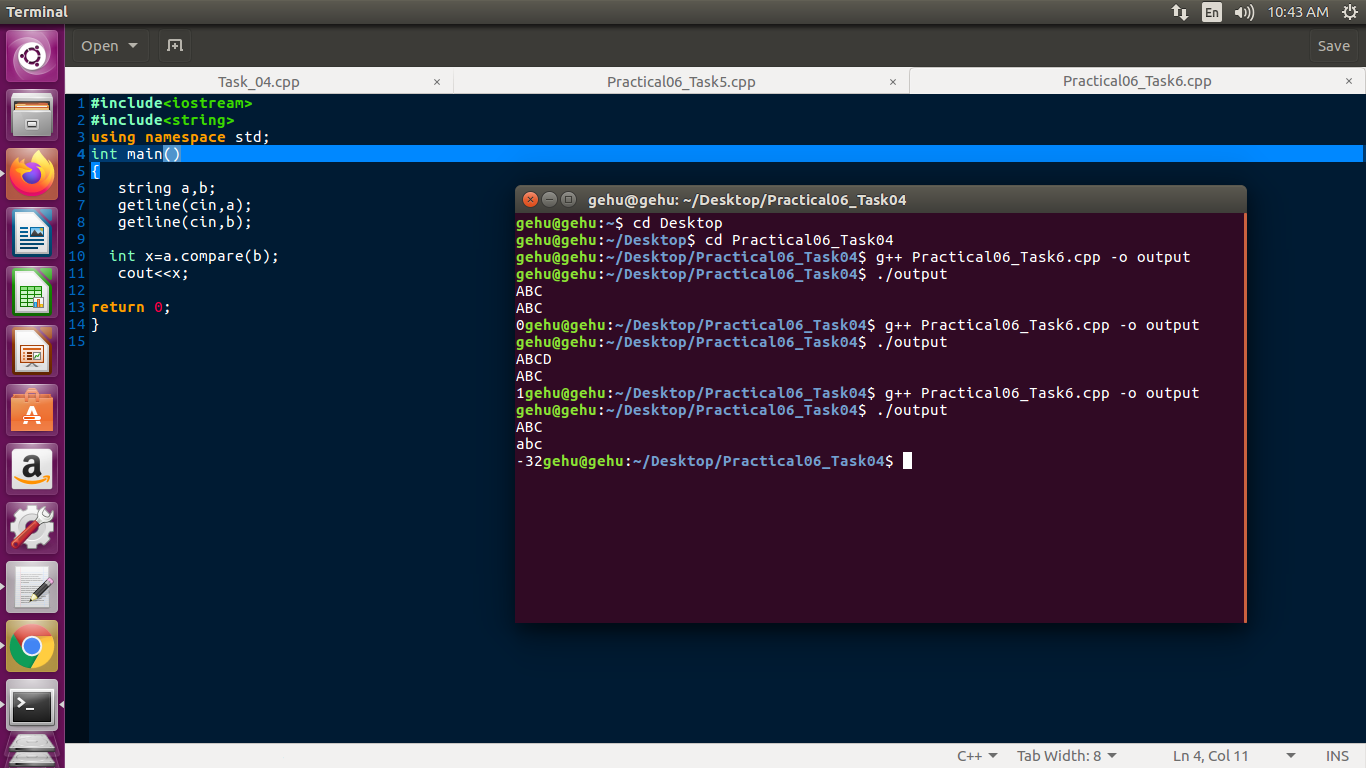 Terminal
En
10:43 AM
Open
Save
Task_04.cpp ×
Practical06_Task5.cpp ×
Practical06_Task6.cpp ×
1 #include<iostream>
2 #include<string>
3 using namespace std;
4 int main()
5 {
6 string a,b;
7 getline(cin,a);
8 getline(cin,b);
9
10 int x=a.compare(b);
11 cout<<x;
12
13 return 0;
14 }
15
gehu@gehu: ~/Desktop/Practical06_Task04
gehu@gehu:~$ cd Desktop
gehu@gehu:~/Desktop$ cd Practical06_Task04
gehu@gehu:~/Desktop/Practical06_Task04$ g++ Practical06_Task6.cpp -o output
gehu@gehu:~/Desktop/Practical06_Task04$ ./output
ABC
ABC
0gehu@gehu:~/Desktop/Practical06_Task04$ g++ Practical06_Task6.cpp -o output
gehu@gehu:~/Desktop/Practical06_Task04$ ./output
ABCD
ABC
1gehu@gehu:~/Desktop/Practical06_Task04$ g++ Practical06_Task6.cpp -o output
gehu@gehu:~/Desktop/Practical06_Task04$ ./output
ABC
abc
-32gehu@gehu:~/Desktop/Practical06_Task04$
C++
Tab Width: 8
Ln 4, Col 11
INS